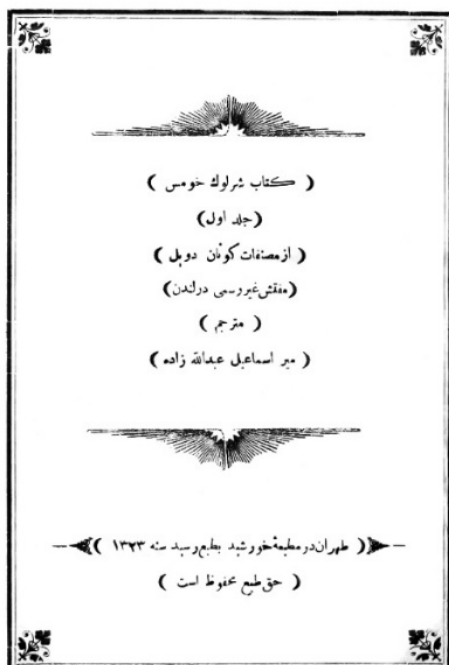 ( کتاب شرلوک خومس )
(جلد اول)
( از مصنفات کونان دویل )
(مفتش غیر رسمی در لندن)
( مترجم )
( میر اسماعیل عبدالله زاده )
( طهران در مطبعهٔ خورشید بطبع رسید سنه ۱۳۲۳ )
( حق طبع محفوظ است )